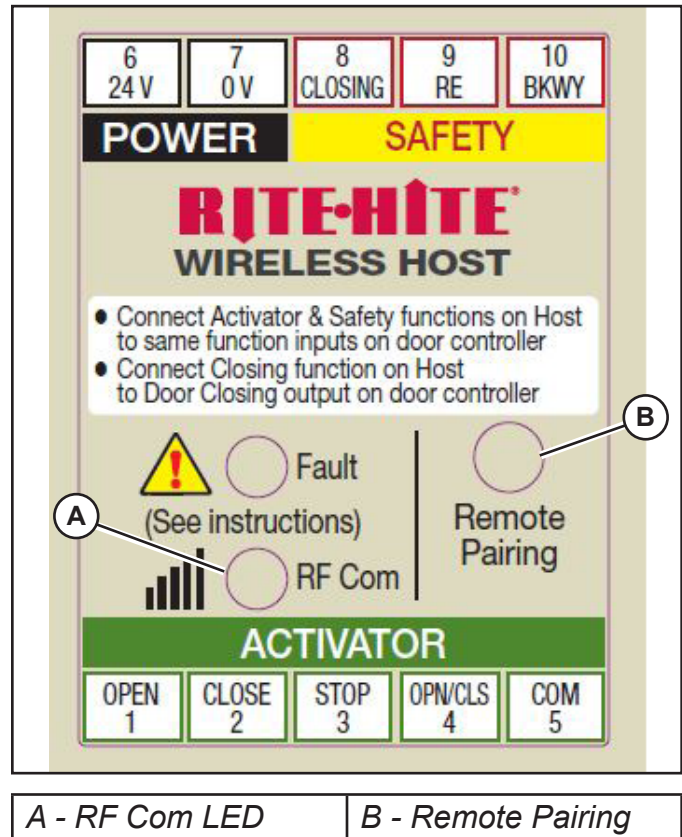 6 7 8 9 10
24 V 0 V CLOSING RE BKWY
POWER SAFETY
RITE•HITE®
WIRELESS HOST
• Connect Activator & Safety functions on Host
to same function inputs on door controller
• Connect Closing function on Host
to Door Closing output on door controller
B
! Fault
A
(See instructions)
Remote
Pairing
RF Com
ACTIVATOR
OPEN CLOSE STOP OPN/CLS COM
1 2 3 4 5
A - RF Com LED B - Remote Pairing